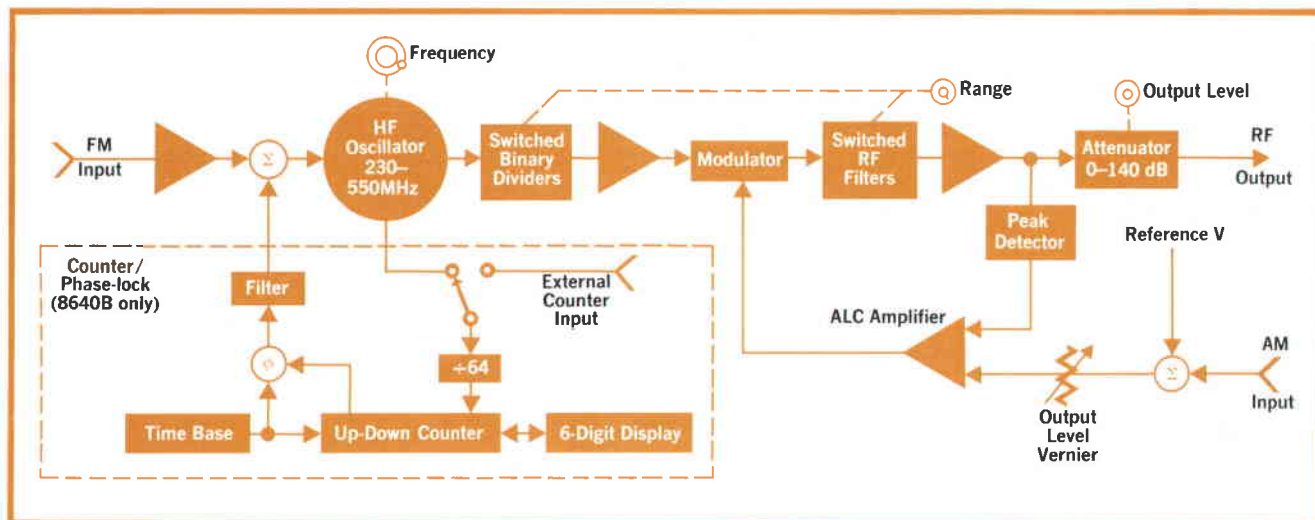 Frequency
FM
Input
Σ
HF
Oscillator
230–
550MHz
Switched
Binary
Dividers
Modulator
Range
Switched
RF
Filters
Output Level
Attenuator
0–140 dB
RF
Output
Peak
Detector
Reference V
Counter/
Phase-lock
(8640B only)
Filter
External
Counter
Input
ALC Amplifier
÷64
Σ
AM
Input
Output
Level
Vernier
Time Base
Up-Down Counter
6-Digit Display